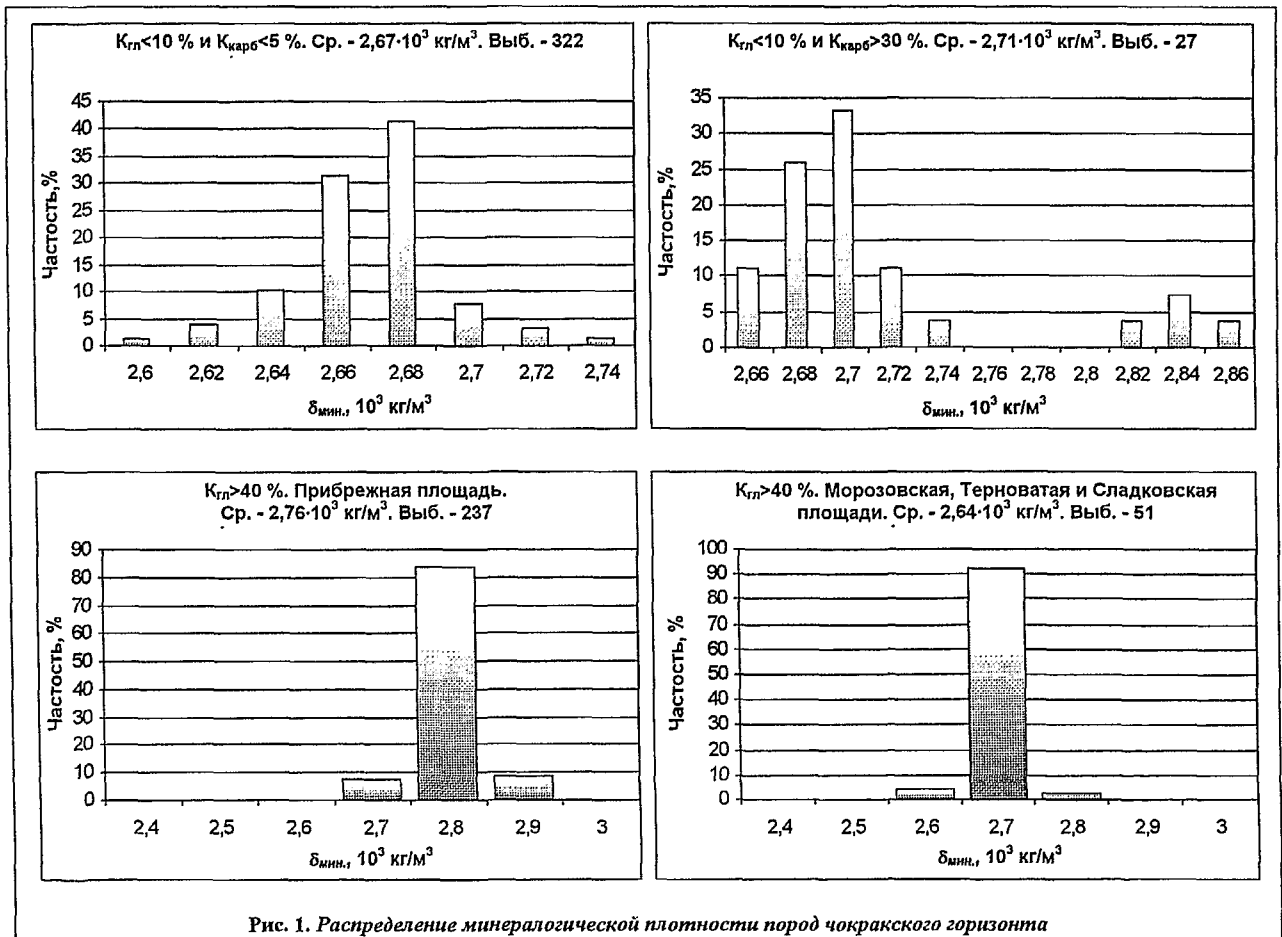 Kгл<10 % и Kкарб<5 %. Ср. - 2,67·10³ кг/м³. Выб. - 322
Частость,%
45
40
35
30
25
20
15
10
5
0
2,6 2,62 2,64 2,66 2,68 2,7 2,72 2,74
δмин., 10³ кг/м³
Kгл<10 % и Kкарб>30 %. Ср. - 2,71·10³ кг/м³. Выб. - 27
Частость,%
35
30
25
20
15
10
5
0
2,66 2,68 2,7 2,72 2,74 2,76 2,78 2,8 2,82 2,84 2,86
δмин., 10³ кг/м³
Kгл>40 %. Прибрежная площадь.
Ср. - 2,76·10³ кг/м³. Выб. - 237
Частость, %
90
80
70
60
50
40
30
20
10
0
2,4 2,5 2,6 2,7 2,8 2,9 3
δмин., 10³ кг/м³
Kгл>40 %. Морозовская, Терноватая и Сладковская
площади. Ср. - 2,64·10³ кг/м³. Выб. - 51
Частость, %
100
90
80
70
60
50
40
30
20
10
0
2,4 2,5 2,6 2,7 2,8 2,9 3
δмин., 10³ кг/м³
Рис. 1. Распределение минералогической плотности пород чокракского горизонта